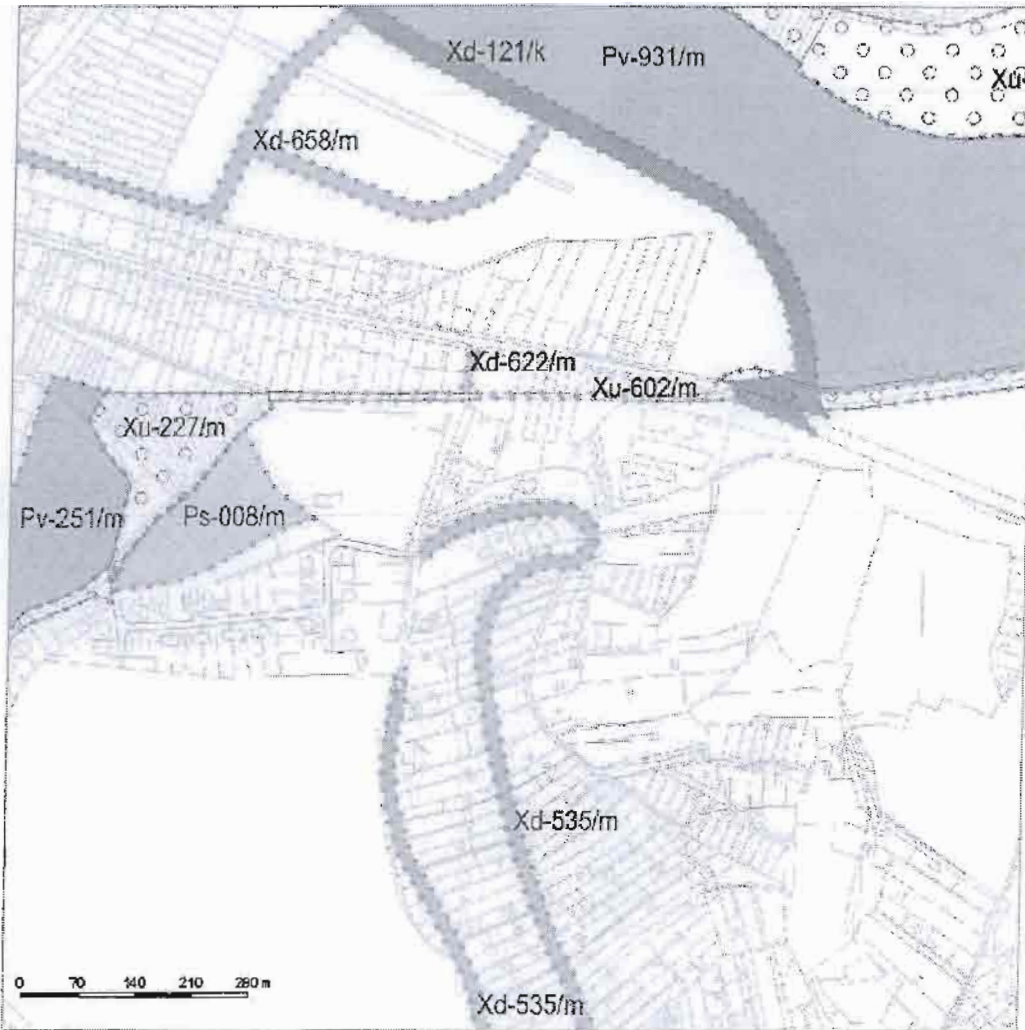 Xd-121/k
Pv-931/m
Xu-
Xd-658/m
Xd-622/m
Xu-602/m
Xu-227/m
Pv-251/m
Ps-008/m
Xd-535/m
0 70 140 210 280 m
Xd-535/m